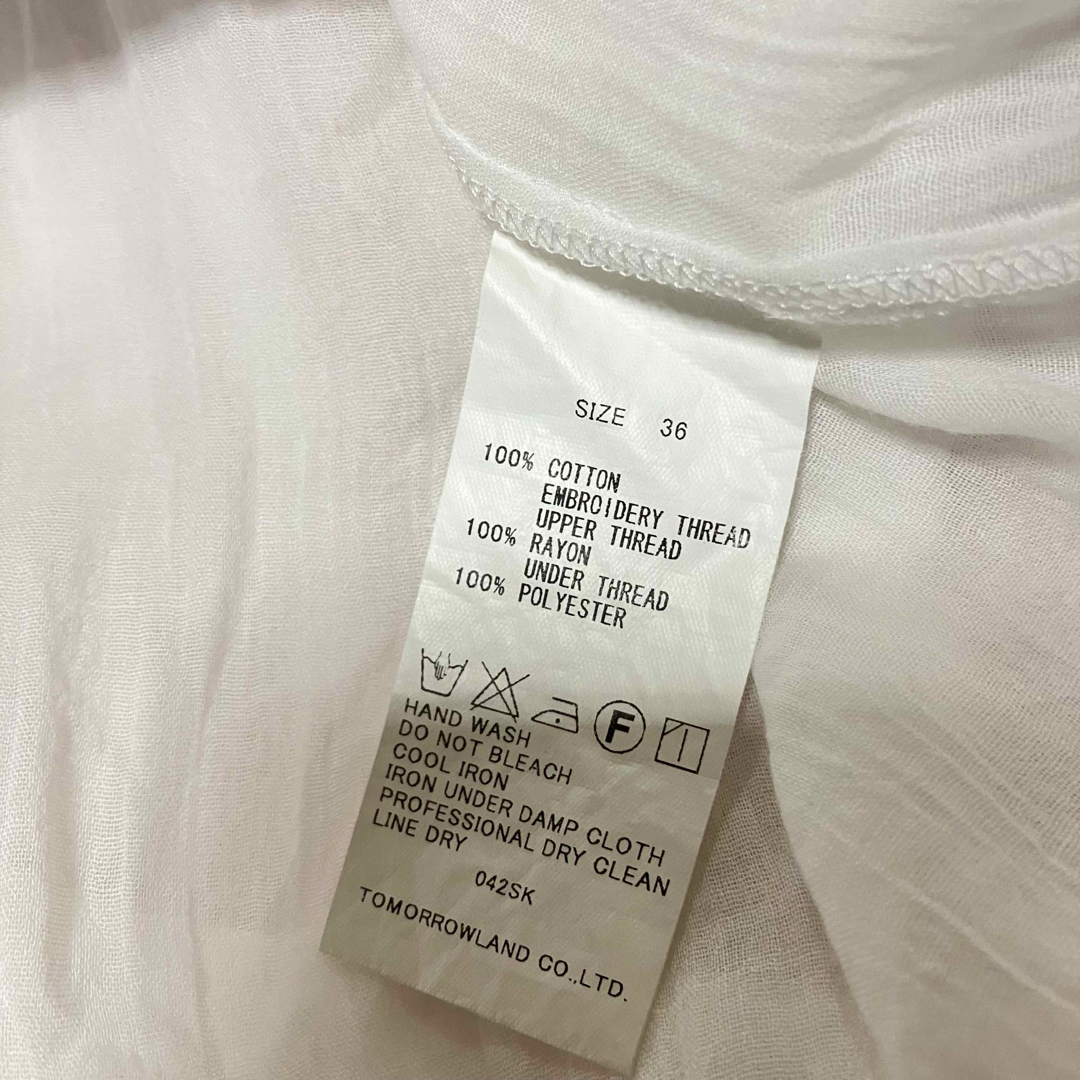 SIZE 36
100% COTTON
EMBROIDERY THREAD
UPPER THREAD
100% RAYON
UNDER THREAD
100% POLYESTER
F
HAND WASH
DO NOT BLEACH
COOL IRON
IRON UNDER DAMP CLOTH
PROFESSIONAL DRY CLEAN
LINE DRY
042SK
TOMORROWLAND CO.,LTD.